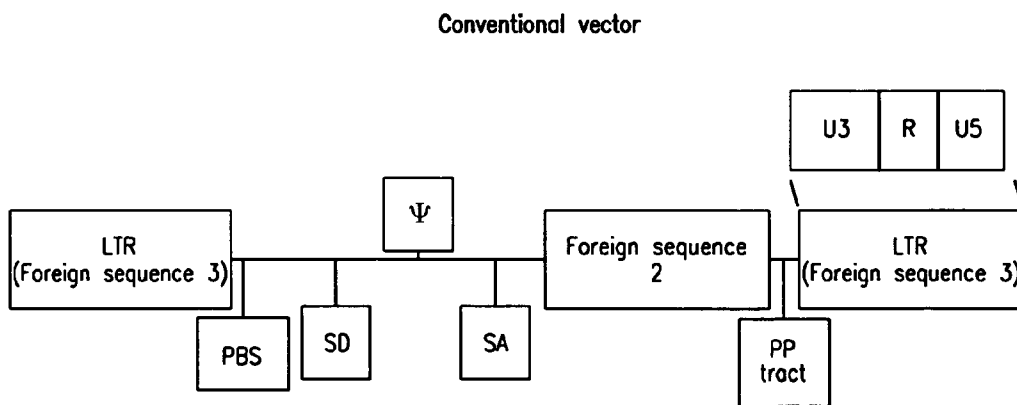 Conventional vector
U3 R U5
Ψ
LTR
(Foreign sequence 3)
Foreign sequence
2
LTR
(Foreign sequence 3)
PBS
SD
SA
PP
tract